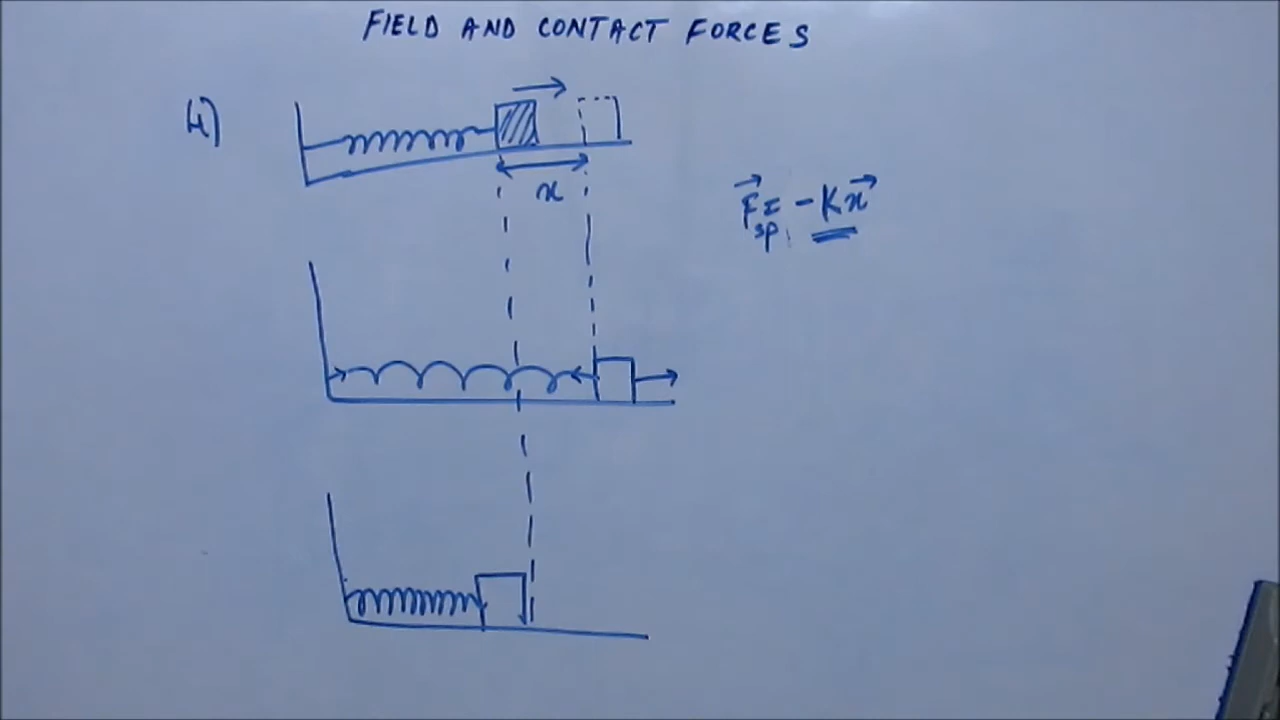 FIELD AND CONTACT FORCES
4)
x
F⃗sp = -Kx⃗